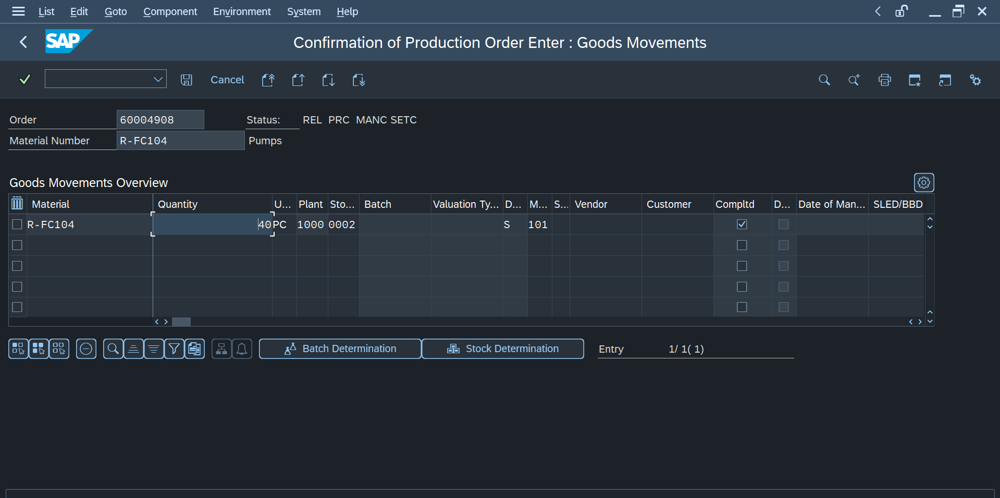 List Edit Goto Component Environment System Help
SAP Confirmation of Production Order Enter : Goods Movements
Cancel
Order 60004908 Status: REL PRC MANC SETC
Material Number R-FC104 Pumps
Goods Movements Overview
Material Quantity U... Plant Sto... Batch Valuation Ty... D... M... S... Vendor Customer Compltd D... Date of Man... SLED/BBD
R-FC104 40 PC 1000 0002 S 101
Batch Determination Stock Determination Entry 1/ 1( 1)